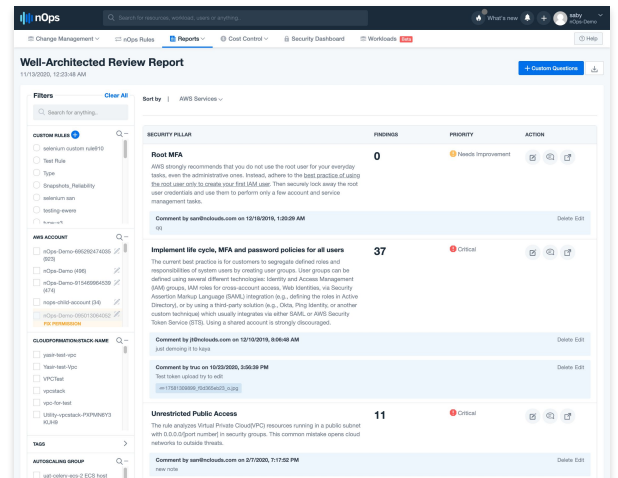 nOps
Search for resources, workload, users or anything.
What's new
saby
nOps-Demo
Change Management
nOps Rules
Reports
Cost Control
Security Dashboard
Workloads Beta
Help
Well-Architected Review Report
11/13/2020, 12:23:48 AM
+ Custom Questions
Filters
Clear All
Search for anything..
Sort by | AWS Services
CUSTOM RULES
selenium custom rule910
Test Rule
Type
Snapshots_Reliability
selenium san
testing-ewere
AWS ACCOUNT
(923)
nOps-Demo (496)
(474)
nops-child-account (34)
FIX PERMISSION
CLOUDFORMATION-STACK-NAME
yasir-test-vpc
Yasir-test-Vpc
VPCTest
vpcstack
vpc-for-test
Utility-vpcstack-PXPMN6Y3
KUH9
TAGS
AUTOSCALING GROUP
uat-celero-ecs-2 ECS host
SECURITY PILLAR
FINDINGS
PRIORITY
ACTION
Root MFA
0
Needs Improvement
AWS strongly recommends that you do not use the root user for your everyday
tasks, even the administrative ones. Instead, adhere to the best practice of using
the root user only to create your first IAM user. Then securely lock away the root
user credentials and use them to perform only a few account and service
management tasks.
Comment by san@nclouds.com on 12/18/2019, 1:20:29 AM
Delete Edit
qq
Implement life cycle, MFA and password policies for all users
37
Critical
The current best practice is for customers to segregate defined roles and
responsibilities of system users by creating user groups. User groups can be
defined using several different technologies: Identity and Access Management
(IAM) groups, IAM roles for cross-account access, Web Identities, via Security
Assertion Markup Language (SAML) integration (e.g., defining the roles in Active
Directory), or by using a third-party solution (e.g., Okta, Ping Identity, or another
custom technique) which usually integrates via either SAML or AWS Security
Token Service (STS). Using a shared account is strongly discouraged.
Comment by jt@nclouds.com on 12/10/2019, 8:06:48 AM
Delete Edit
just demoing it to kaya
Comment by truc on 10/23/2020, 3:56:39 PM
Delete Edit
Test token upload try to edit
Unrestricted Public Access
11
Critical
The rule analyzes Virtual Private Cloud(VPC) resources running in a public subnet
with 0.0.0.0/[port number] in security groups. This common mistake opens cloud
networks to outside threats.
Comment by san@nclouds.com on 2/7/2020, 7:17:52 PM
Delete Edit
new note